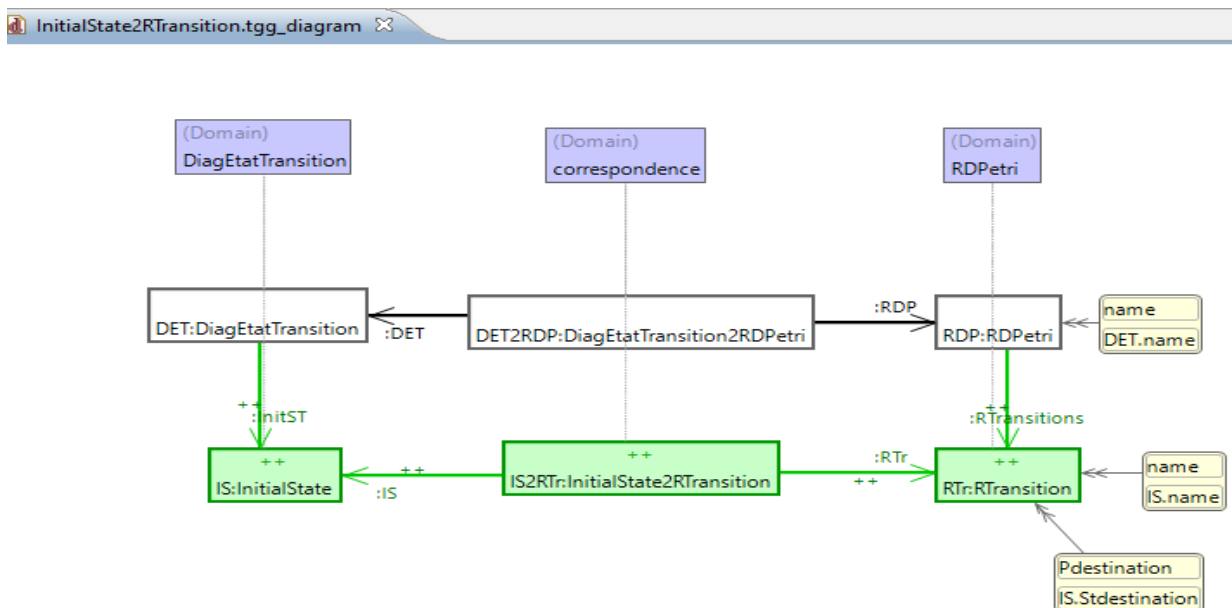 InitialState2RTransition.tgg_diagram
(Domain)
DiagEtatTransition
(Domain)
correspondence
(Domain)
RDPetri
DET:DiagEtatTransition
:DET
DET2RDP:DiagEtatTransition2RDPetri
:RDP
RDP:RDPetri
name
DET.name
++
:InitST
++
:RTransitions
++
IS:InitialState
++
:IS
++
IS2RTr:InitialState2RTransition
:RTr
++
++
RTr:RTransition
name
IS.name
Pdestination
IS.Stdestination